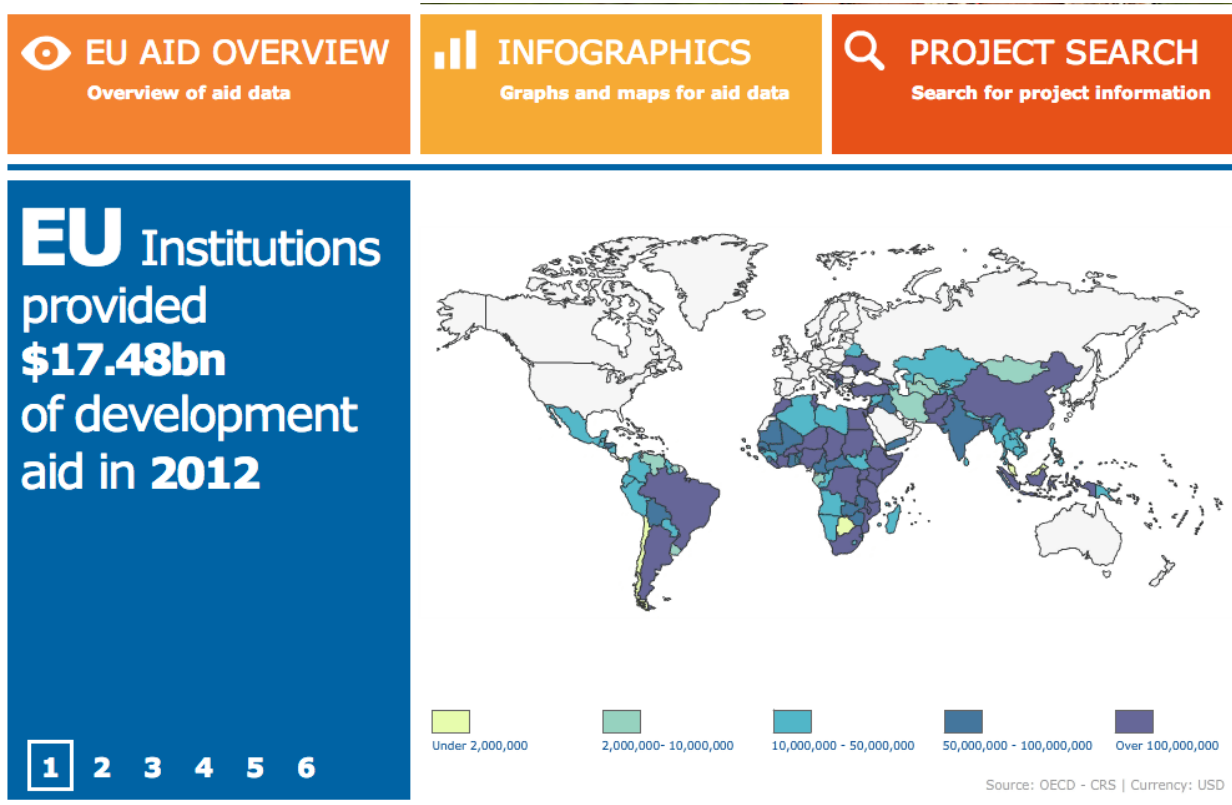 EU AID OVERVIEW
Overview of aid data
INFOGRAPHICS
Graphs and maps for aid data
PROJECT SEARCH
Search for project information
EU Institutions
provided
$17.48bn
of development
aid in 2012
1 2 3 4 5 6
Under 2,000,000
2,000,000- 10,000,000
10,000,000 - 50,000,000
50,000,000 - 100,000,000
Over 100,000,000
Source: OECD - CRS | Currency: USD